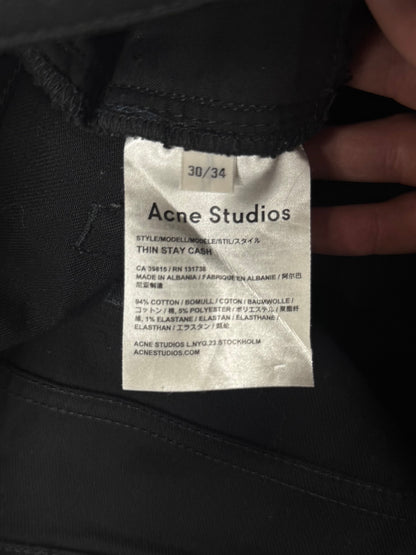 30/34
Acne Studios
STYLE/MODELL/MODÈLE/STIL/スタイル
THIN STAY CASH
CA 39815 / RN 131738
MADE IN ALBANIA / FABRIQUÉ EN ALBANIE / 阿尔巴
尼亚制造
94% COTTON / BOMULL / COTON / BAUMWOLLE /
コットン / 棉, 5% POLYESTER / ポリエステル / 聚酯纤
维, 1% ELASTANE / ELASTAN / ÉLASTHANE /
ELASTHAN / エラスタン / 氨纶
ACNE STUDIOS L.NYG.23 STOCKHOLM
ACNESTUDIOS.COM